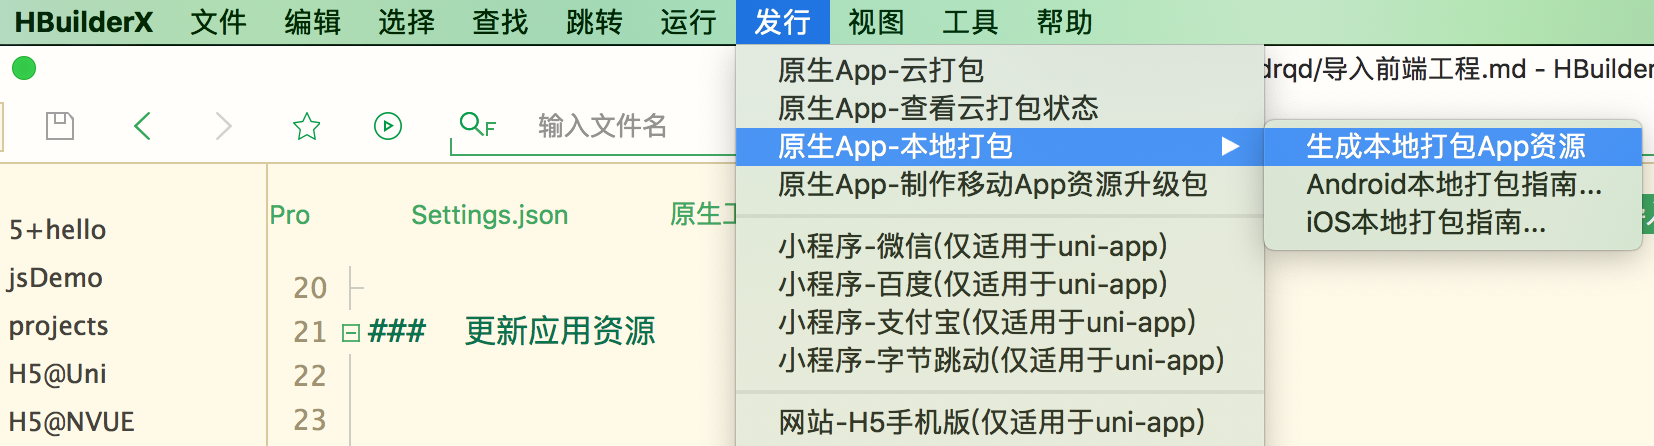 HBuilderX 文件 编辑 选择 查找 跳转 运行 发行 视图 工具 帮助
drqd/导入前端工程.md - HBuilder
输入文件名
原生App-云打包
原生App-查看云打包状态
原生App-本地打包
原生App-制作移动App资源升级包
小程序-微信(仅适用于uni-app)
小程序-百度(仅适用于uni-app)
小程序-支付宝(仅适用于uni-app)
小程序-字节跳动(仅适用于uni-app)
网站-H5手机版(仅适用于uni-app)
生成本地打包App资源
Android本地打包指南...
iOS本地打包指南...
5+hello
jsDemo
projects
H5@Uni
H5@NVUE
Pro Settings.json 原生
20
21 ### 更新应用资源
22
23